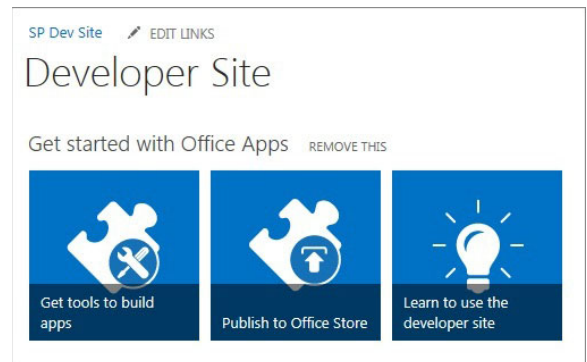 SP Dev Site EDIT LINKS
Developer Site
Get started with Office Apps REMOVE THIS
Get tools to build
apps
Publish to Office Store
Learn to use the
developer site